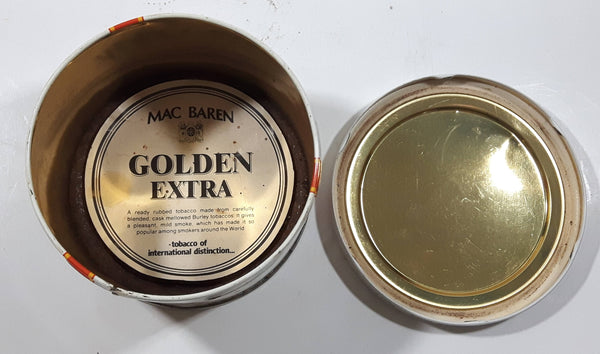 MAC BAREN
GOLDEN
EXTRA
A ready rubbed tobacco made from carefully
blended, cask mellowed Burley tobaccos. It gives
a pleasant, mild smoke, which has made it so
popular among smokers around the World
tobacco of
international distinction...